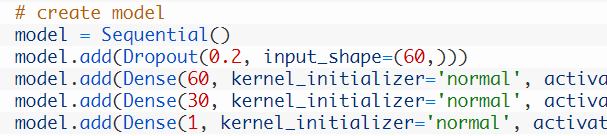 # create model
model = Sequential()
model.add(Dropout(0.2, input_shape=(60,)))
model.add(Dense(60, kernel_initializer='normal', activa
model.add(Dense(30, kernel_initializer='normal', activa
model.add(Dense(1, kernel_initializer='normal', activat